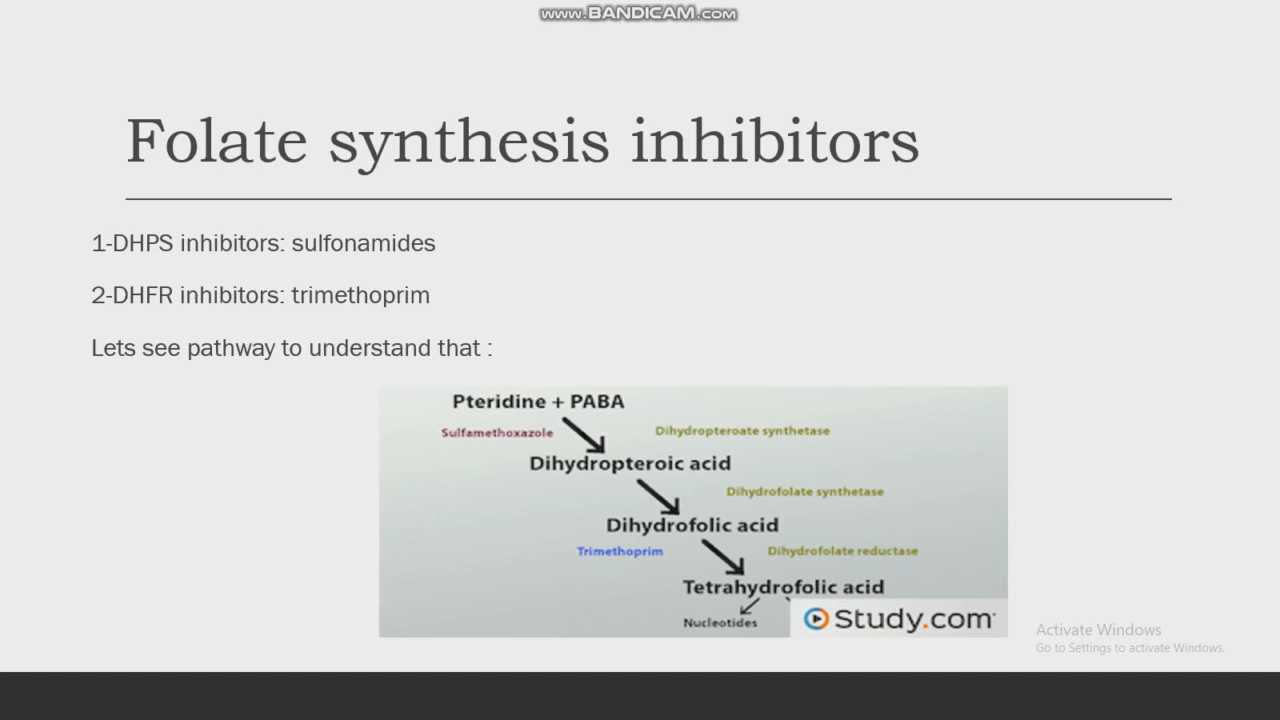 www.BANDICAM.com
Folate synthesis inhibitors
1-DHPS inhibitors: sulfonamides
2-DHFR inhibitors: trimethoprim
Lets see pathway to understand that :
Pteridine + PABA
Sulfamethoxazole Dihydropteroate synthetase
Dihydropteroic acid
Dihydrofolate synthetase
Dihydrofolic acid
Trimethoprim Dihydrofolate reductase
Tetrahydrofolic acid
Nucleotides Study.com
Activate Windows
Go to Settings to activate Windows.